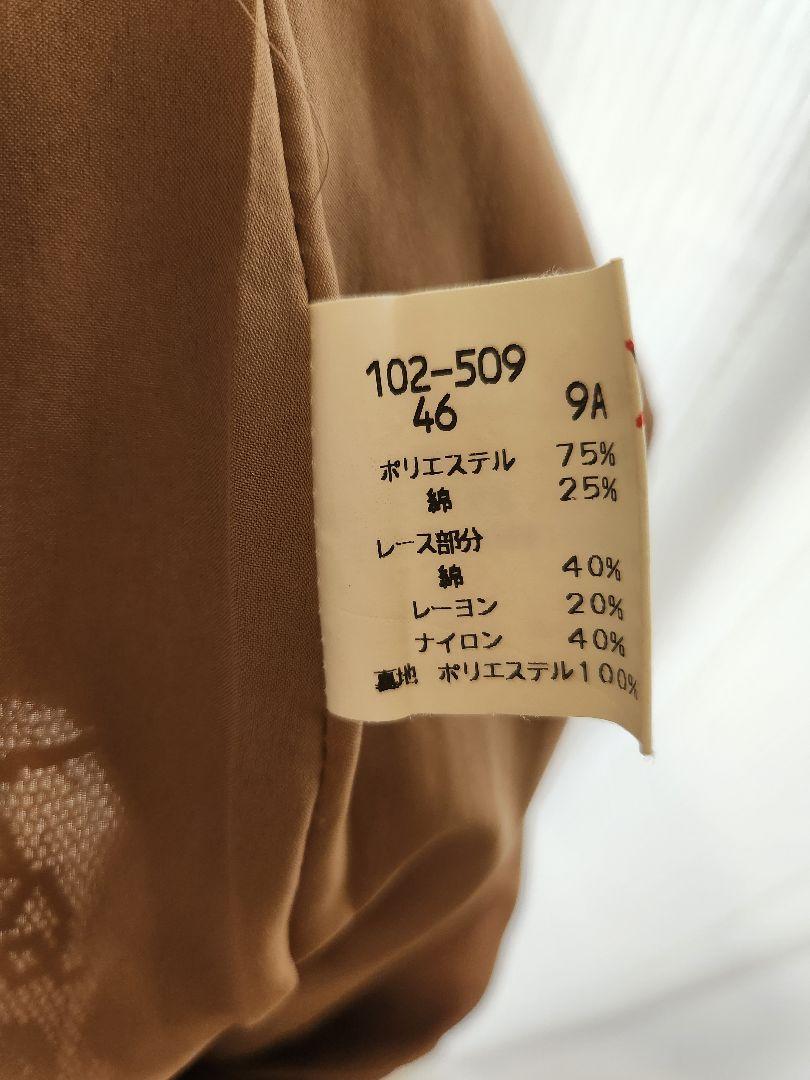 102-509
46 9A
ポリエステル 75%
綿 25%
レース部分
綿 40%
レーヨン 20%
ナイロン 40%
裏地 ポリエステル100%